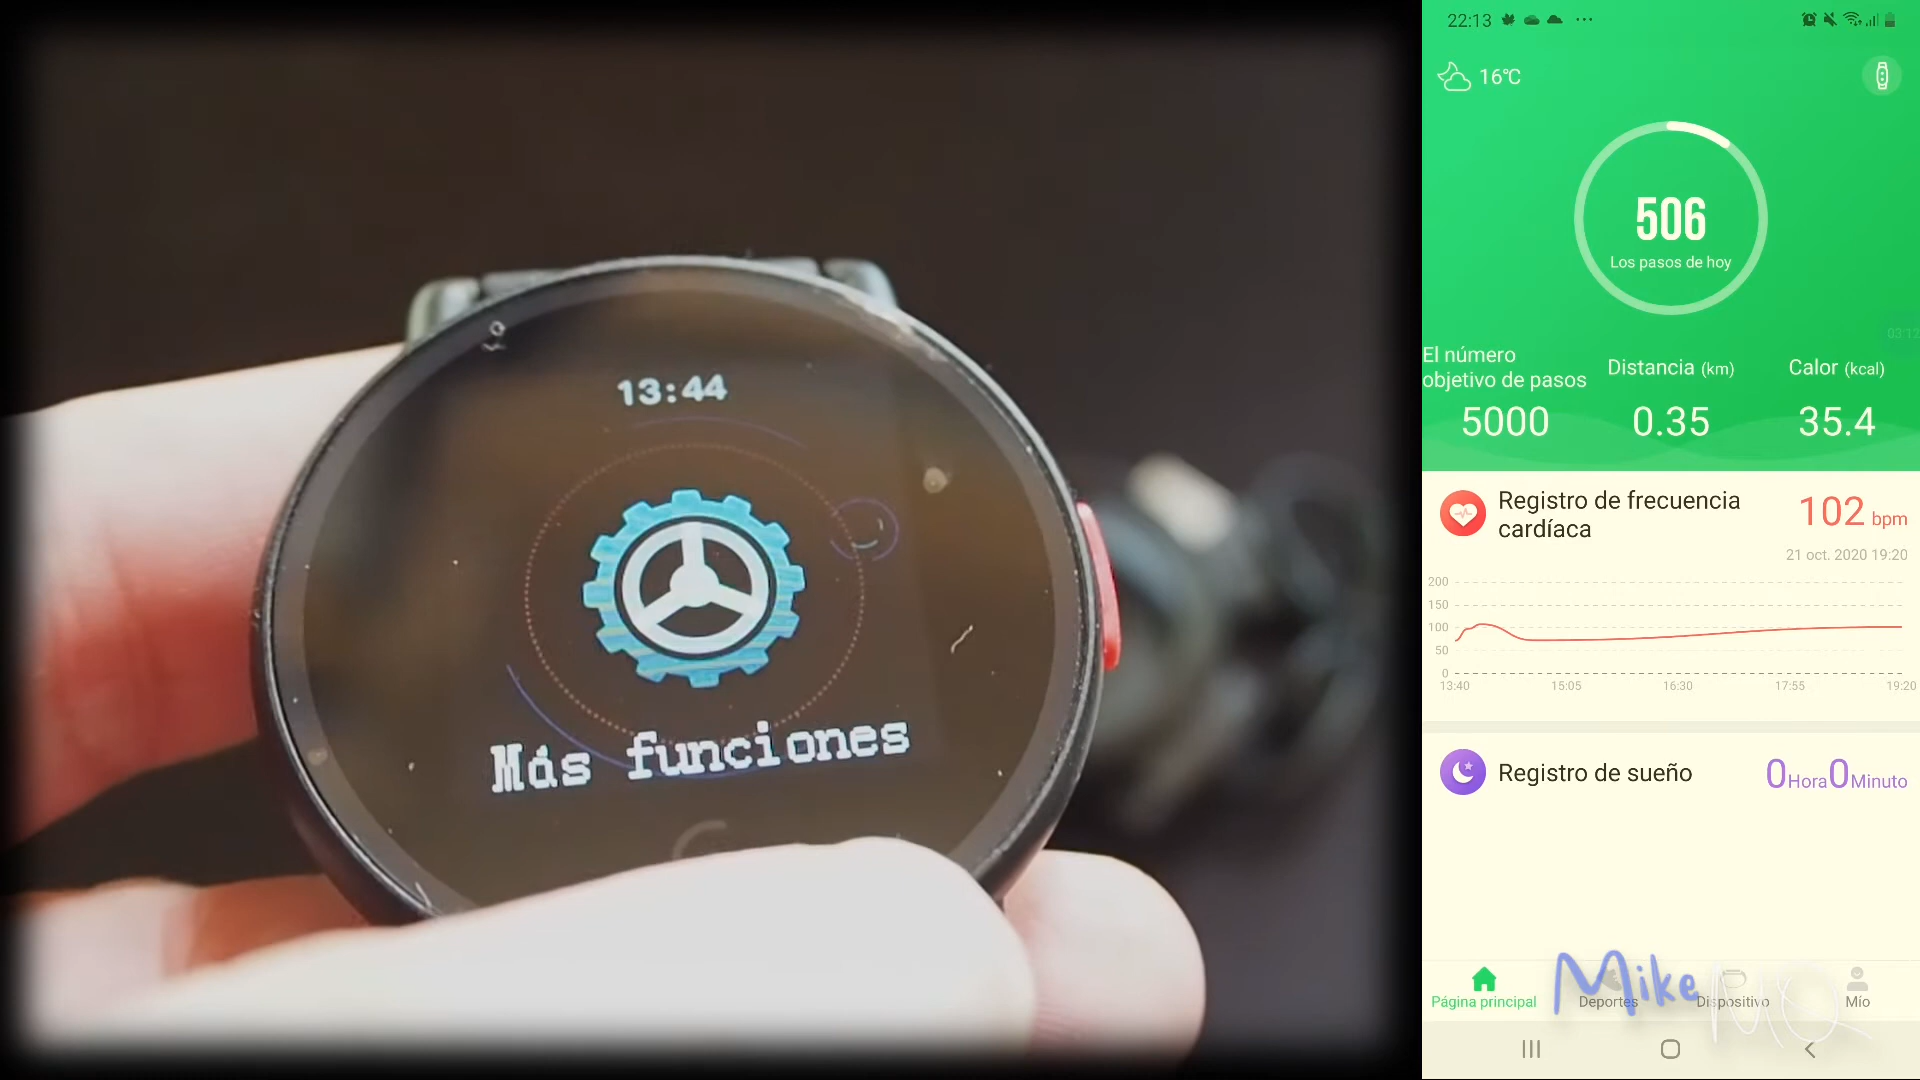 13:44
Más funciones
22:13
16°C
506
Los pasos de hoy
03:12
El número
objetivo de pasos
5000
Distancia (km)
0.35
Calor (kcal)
35.4
Registro de frecuencia
cardíaca
102 bpm
21 oct. 2020 19:20
200
150
100
50
0
13:40 15:05 16:30 17:55 19:20
Registro de sueño
0Hora0Minuto
Página principal
Deportes
Dispositivo
Mío
Mike MQ